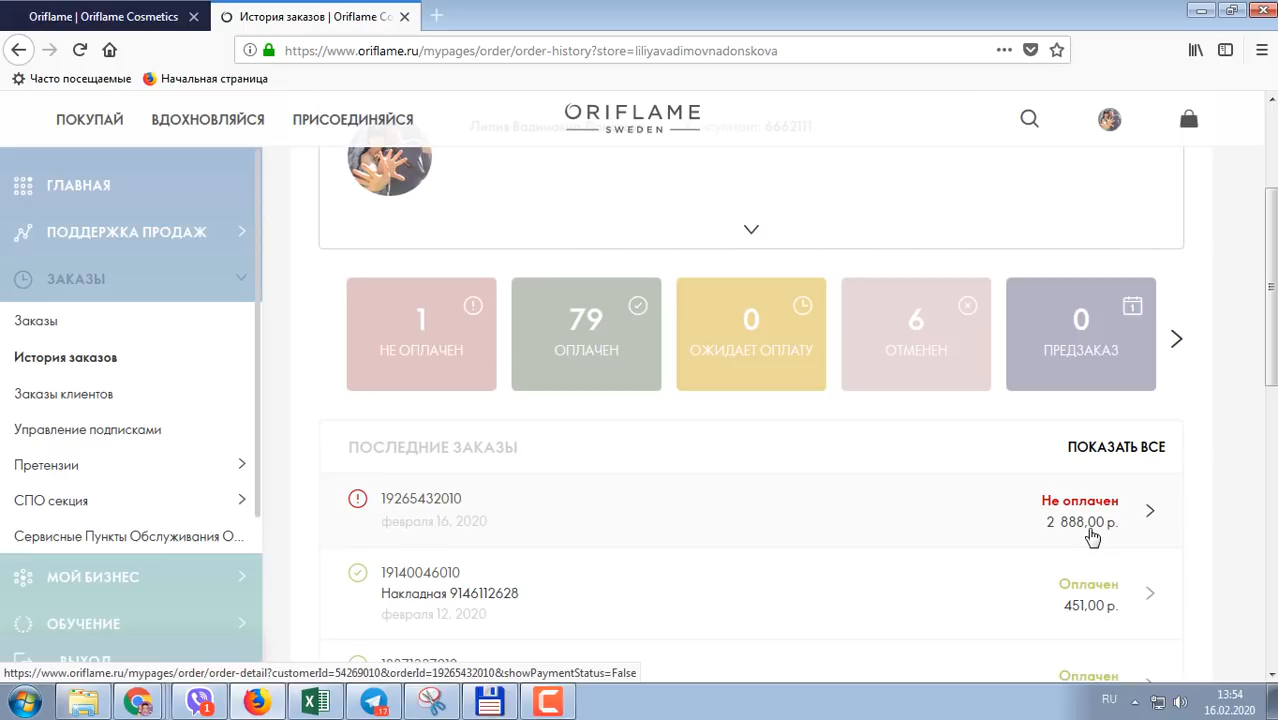 Oriflame | Oriflame Cosmetics
История заказов | Oriflame Co
https://www.oriflame.ru/mypages/order/order-history?store=liliyavadimovnadonskova
Часто посещаемые
Начальная страница
ПОКУПАЙ ВДОХНОВЛЯЙСЯ ПРИСОЕДИНЯЙСЯ
ORIFLAME
SWEDEN
6662111
ГЛАВНАЯ
ПОДДЕРЖКА ПРОДАЖ
ЗАКАЗЫ
Заказы
История заказов
Заказы клиентов
Управление подписками
Претензии
СПО секция
Сервисные Пункты Обслуживания О...
МОЙ БИЗНЕС
ОБУЧЕНИЕ
ВЫХОД
1
НЕ ОПЛАЧЕН
79
ОПЛАЧЕН
0
ОЖИДАЕТ ОПЛАТУ
6
ОТМЕНЕН
0
ПРЕДЗАКАЗ
ПОСЛЕДНИЕ ЗАКАЗЫ
ПОКАЗАТЬ ВСЕ
19265432010
февраля 16, 2020
Не оплачен
2 888,00 р.
19140046010
Накладная 9146112628
февраля 12, 2020
Оплачен
451,00 р.
Оплачен
https://www.oriflame.ru/mypages/order/order-detail?customerId=54269010&orderId=19265432010&showPaymentStatus=False
1
17
RU
13:54
16.02.2020